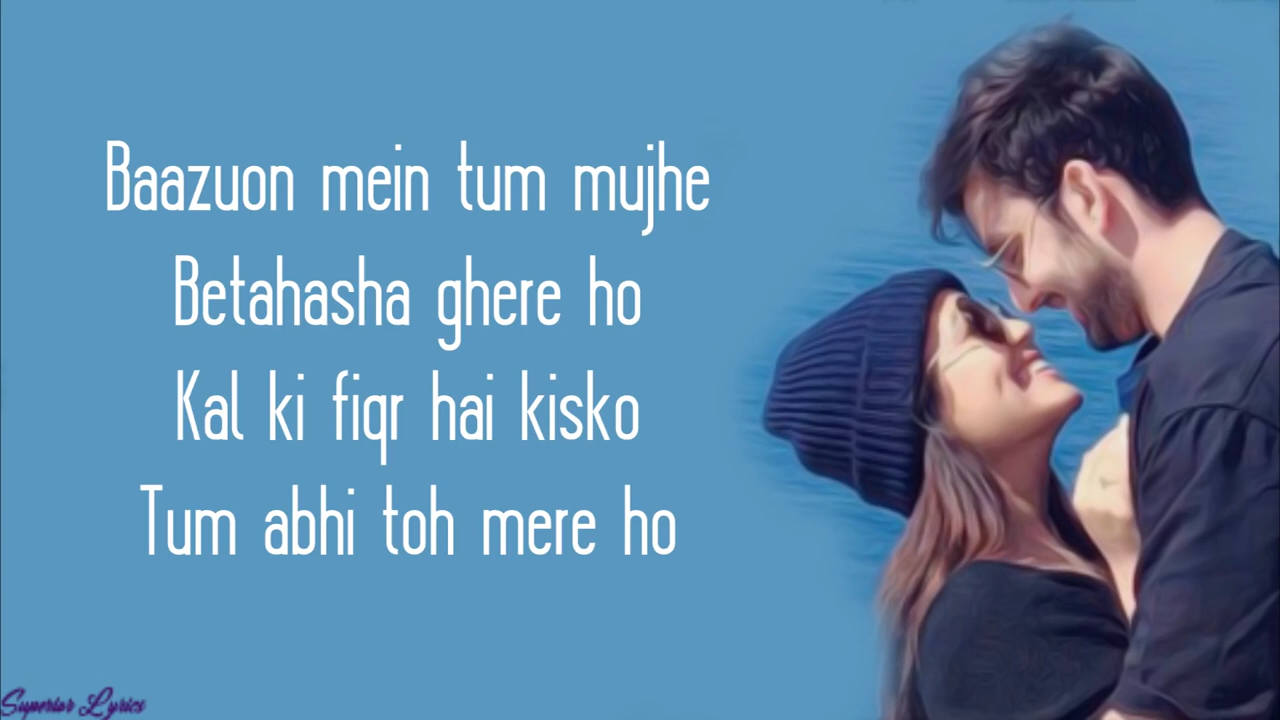 Baazuon mein tum mujhe
Betahasha ghere ho
Kal ki fiqr hai kisko
Tum abhi toh mere ho
Superior Lyrics